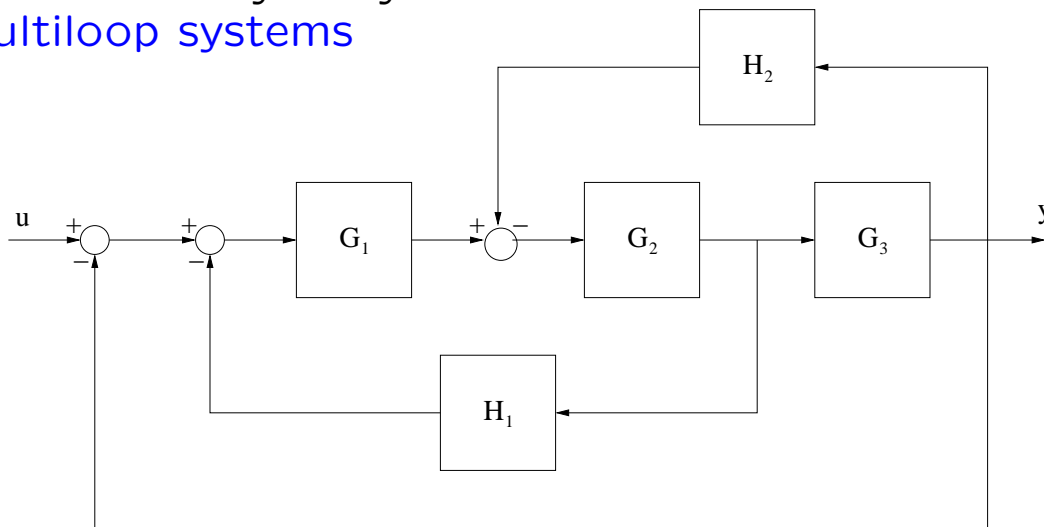 ultiloop systems
H₂
u
+
−
+
−
G₁
+
−
G₂
G₃
y
H₁